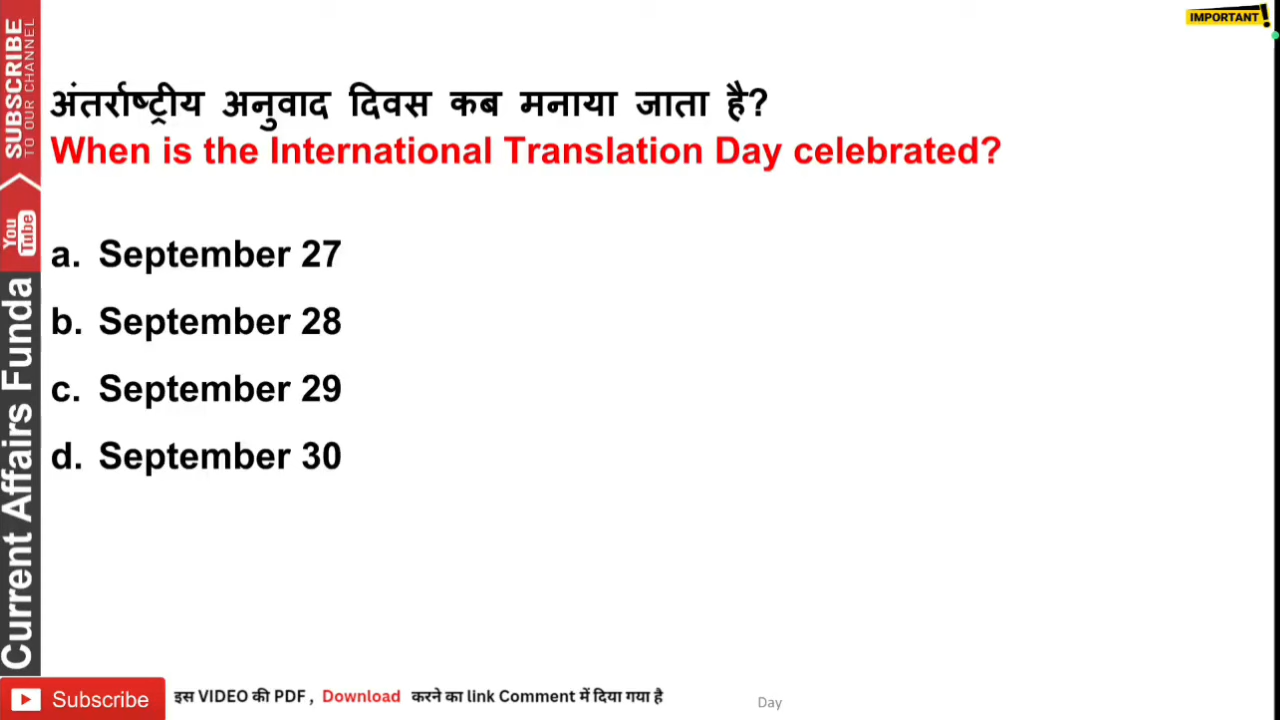 IMPORTANT!
अंतर्राष्ट्रीय अनुवाद दिवस कब मनाया जाता है?
When is the International Translation Day celebrated?
a. September 27
b. September 28
c. September 29
d. September 30
SUBSCRIBE
TO OUR CHANNEL
You
Tube
Current Affairs Funda
Subscribe
इस VIDEO की PDF , Download करने का link Comment में दिया गया है
Day